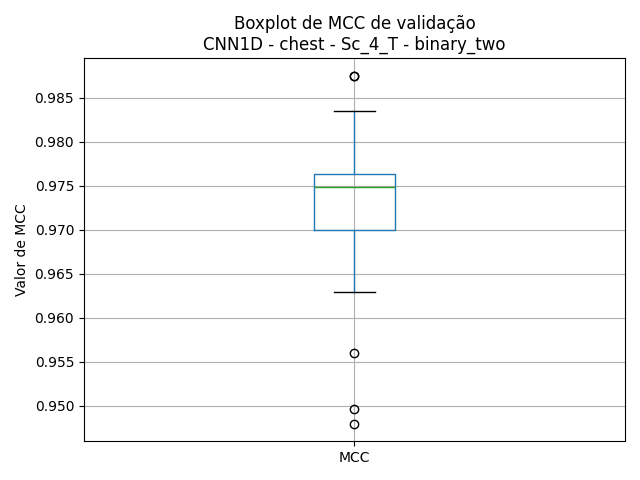 Boxplot de MCC de validação
CNN1D - chest - Sc_4_T - binary_two
Valor de MCC
0.985
0.980
0.975
0.970
0.965
0.960
0.955
0.950
MCC